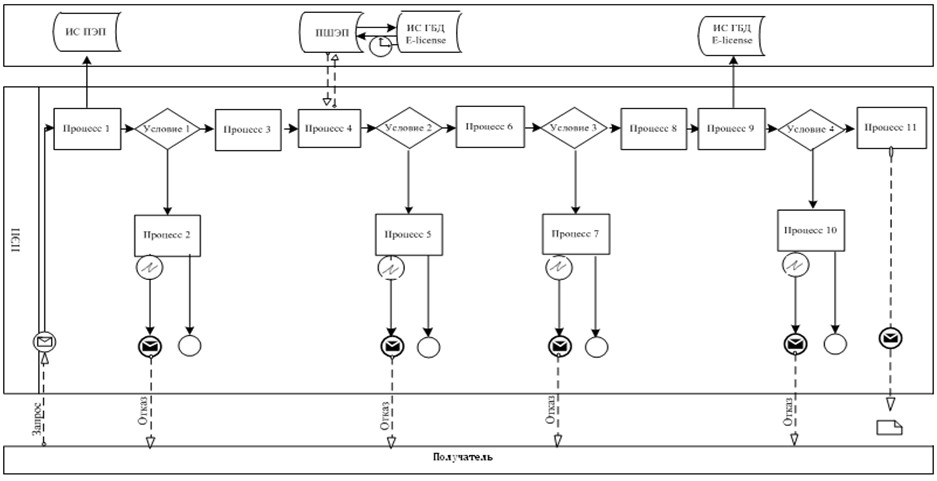 ИС ПЭП
ПШЭП
ИС ГБД
E-license
ИС ГБД
E-license
ПЭП
Процесс 1
Условие 1
Процесс 3
Процесс 4
Условие 2
Процесс 6
Условие 3
Процесс 8
Процесс 9
Условие 4
Процесс 11
Процесс 2
Процесс 5
Процесс 7
Процесс 10
Запрос
Отказ
Отказ
Отказ
Отказ
Получатель